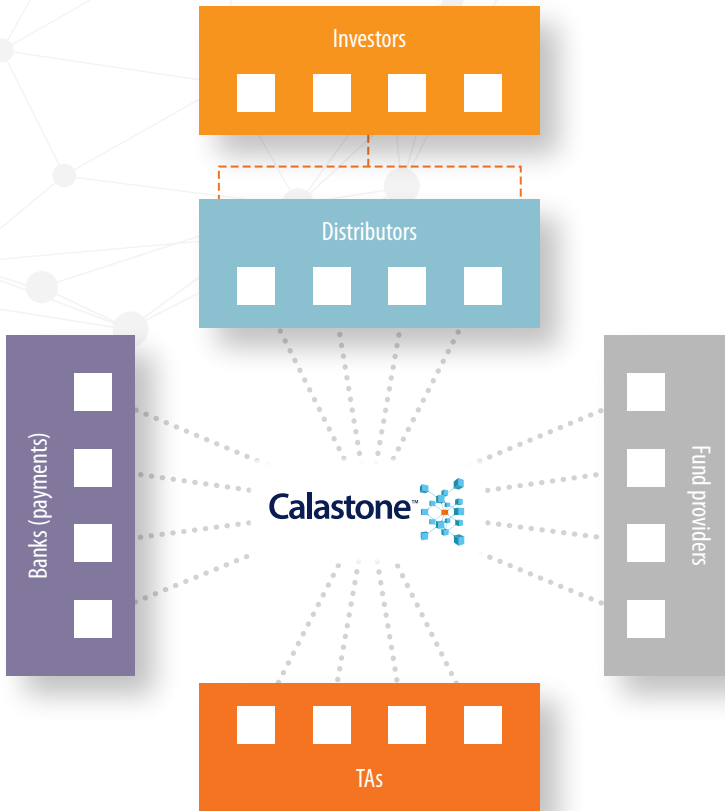 Investors
Distributors
Banks (payments)
Calastone™
Fund providers
TAs